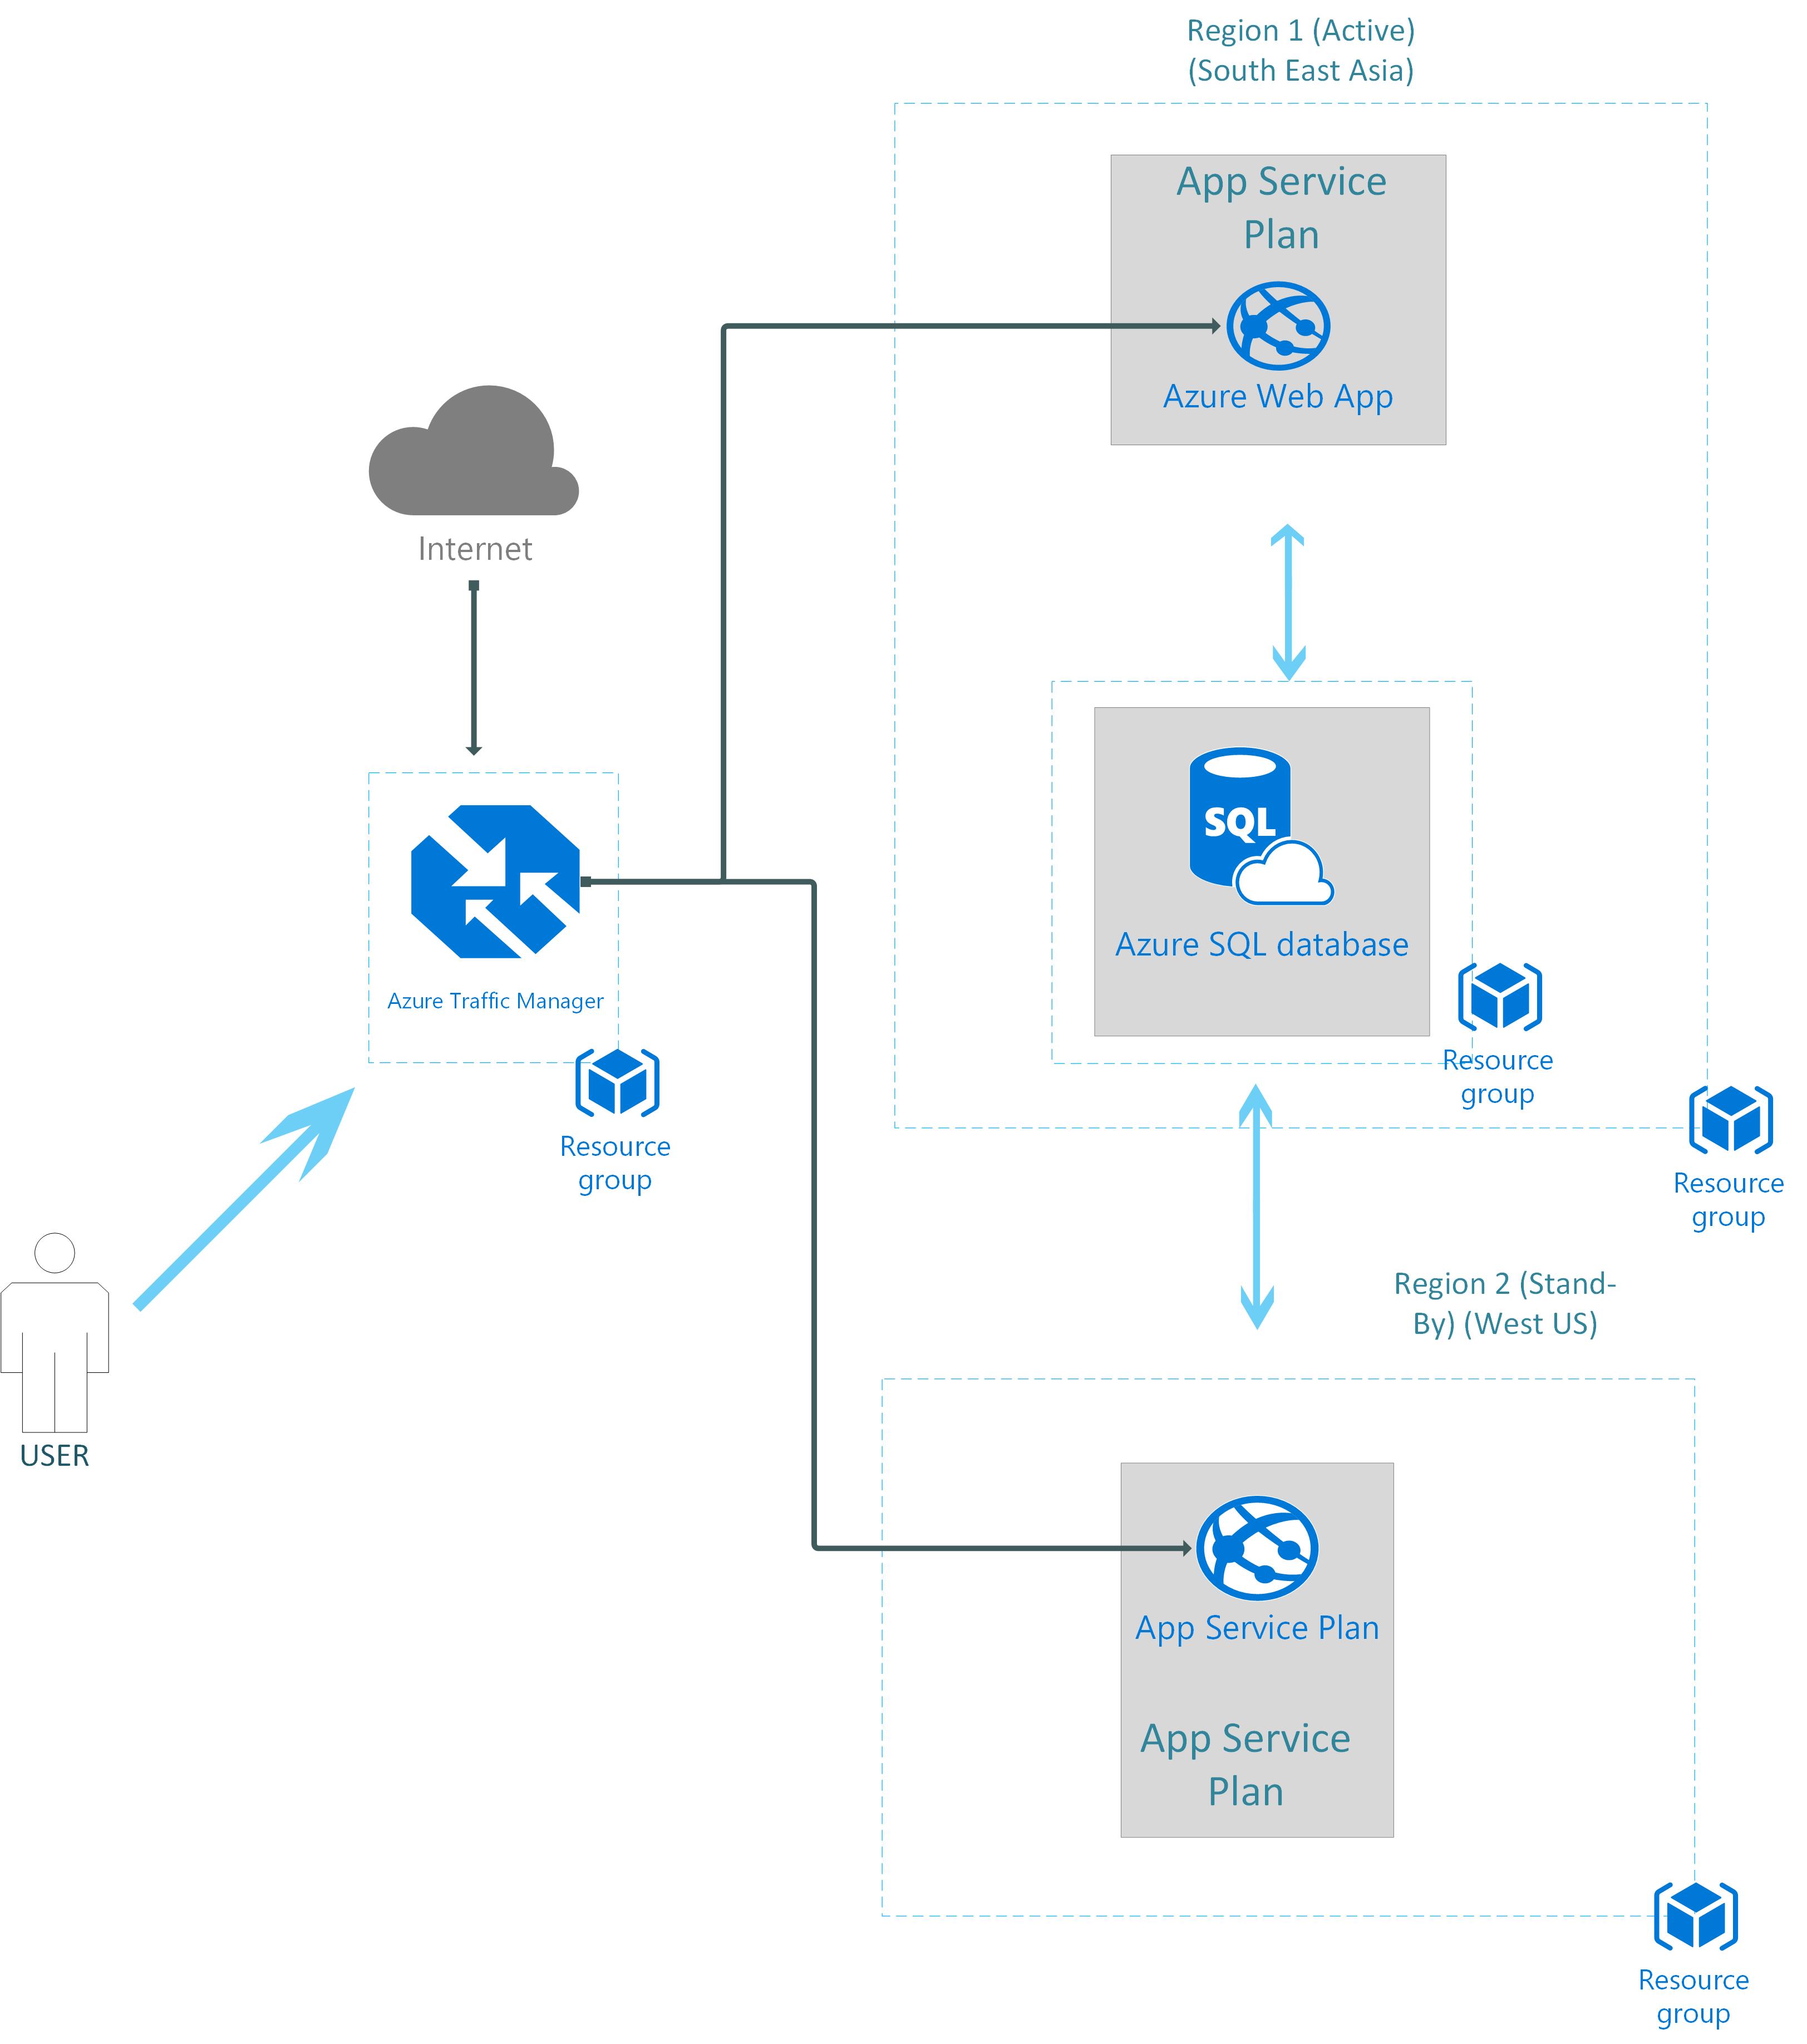 Region 1 (Active)
(South East Asia)
App Service
Plan
Azure Web App
Internet
SQL
Azure SQL database
Azure Traffic Manager
Resource
group
Resource
group
Resource
group
Region 2 (Stand-
By) (West US)
USER
App Service Plan
App Service
Plan
Resource
group